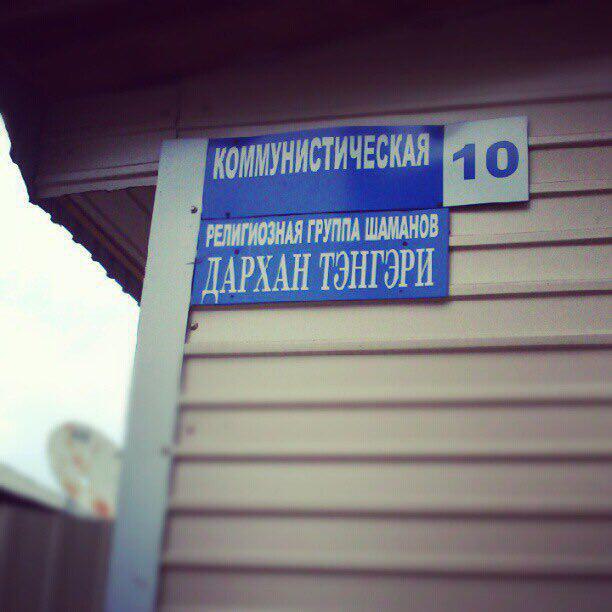 КОММУНИСТИЧЕСКАЯ 10
РЕЛИГИОЗНАЯ ГРУППА ШАМАНОВ
ДАРХАН ТЭНГЭРИ